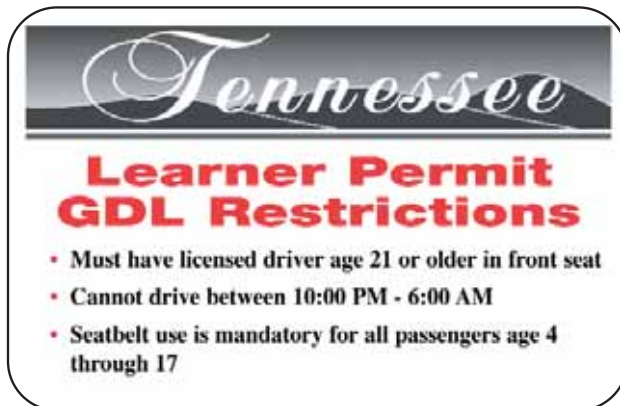 Tennessee
Learner Permit
GDL Restrictions
• Must have licensed driver age 21 or older in front seat
• Cannot drive between 10:00 PM - 6:00 AM
• Seatbelt use is mandatory for all passengers age 4
through 17